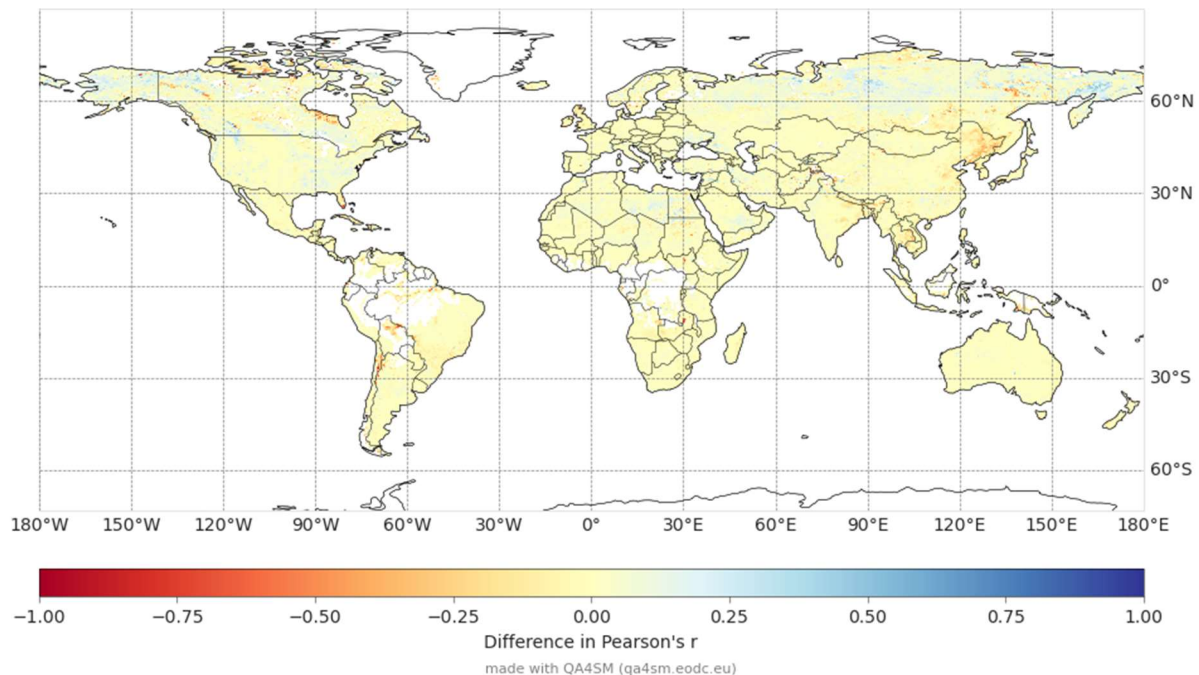 60°N
30°N
0°
30°S
60°S
180°W 150°W 120°W 90°W 60°W 30°W 0° 30°E 60°E 90°E 120°E 150°E 180°E
−1.00 −0.75 −0.50 −0.25 0.00 0.25 0.50 0.75 1.00
Difference in Pearson's r
made with QA4SM (qa4sm.eodc.eu)